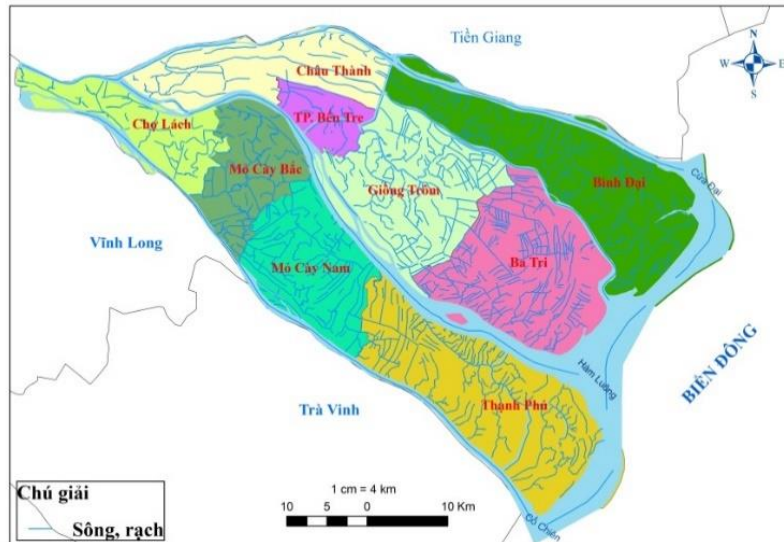 Tiền Giang
N
W E
S
Châu Thành
TP. Bến Tre
Chợ Lách
Mỏ Cày Bắc
Giồng Trôm
Bình Đại
Cửa Đại
Vĩnh Long
Mỏ Cày Nam
Ba Tri
Hàm Luông
BIỂN ĐÔNG
Trà Vinh
Thạnh Phú
Cổ Chiên
Chú giải
Sông, rạch
1 cm = 4 km
10 5 0 10 Km